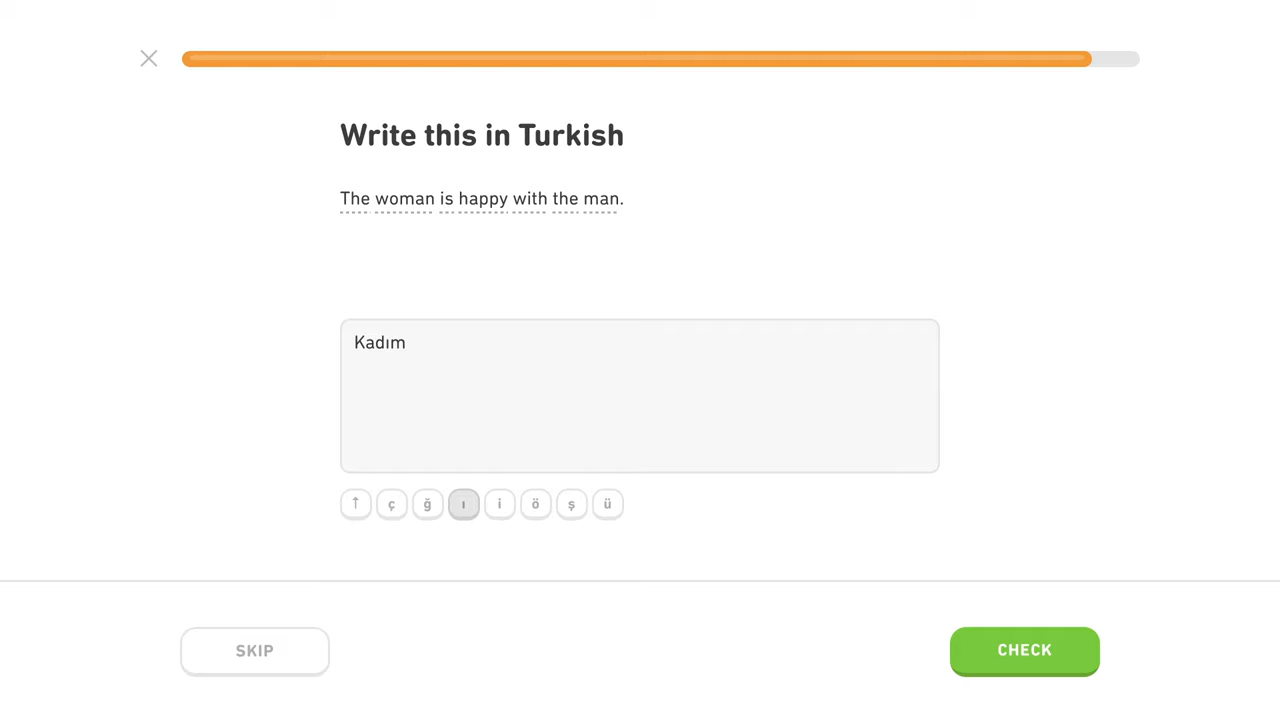 Write this in Turkish
The woman is happy with the man.
Kadım
↑ ç ğ ı i ö ş ü
SKIP
CHECK